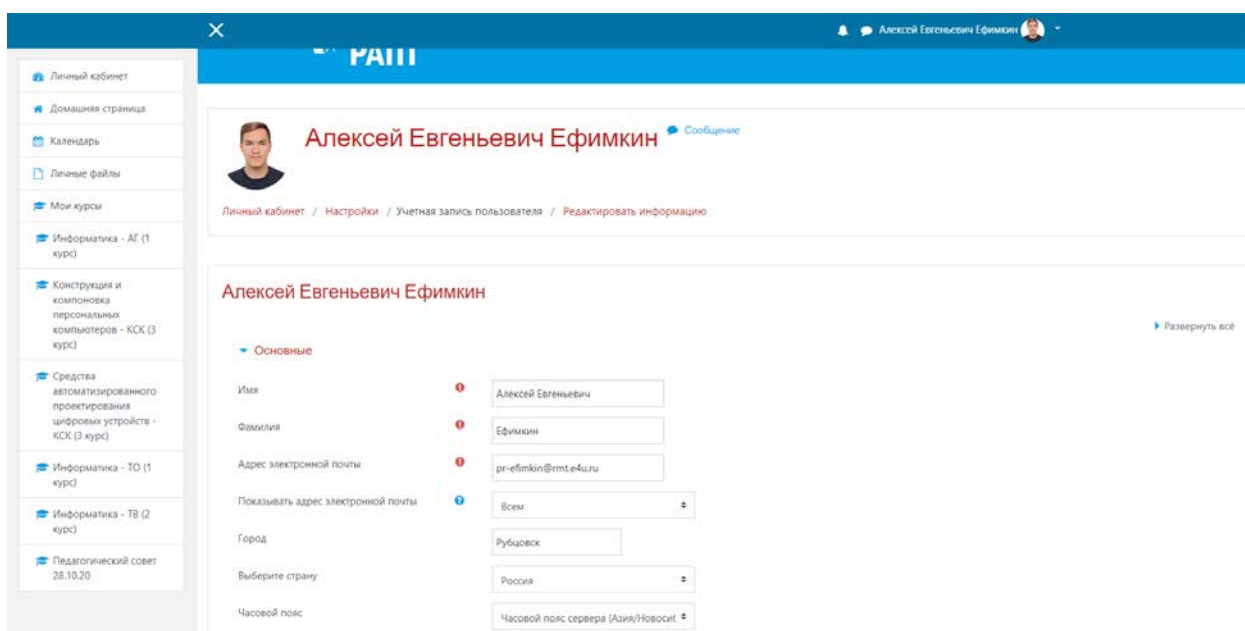 Алексей Евгеньевич Ефимкин
РАПТ
Личный кабинет
Домашняя страница
Календарь
Личные файлы
Мои курсы
Информатика - АГ (1
курс)
Конструкция и
компоновка
персональных
компьютеров - КСК (3
курс)
Средства
автоматизированного
проектирования
цифровых устройств -
КСК (3 курс)
Информатика - ТО (1
курс)
Информатика - ТВ (2
курс)
Педагогический совет
28.10.20
Алексей Евгеньевич Ефимкин
Сообщение
Личный кабинет / Настройки / Учетная запись пользователя / Редактировать информацию
Алексей Евгеньевич Ефимкин
Развернуть всё
Основные
Имя
Алексей Евгеньевич
Фамилия
Ефимкин
Адрес электронной почты
pr-efimkin@rmt.e4u.ru
Показывать адрес электронной почты
Всем
Город
Рубцовск
Выберите страну
Россия
Часовой пояс
Часовой пояс сервера (Азия/Новосиб